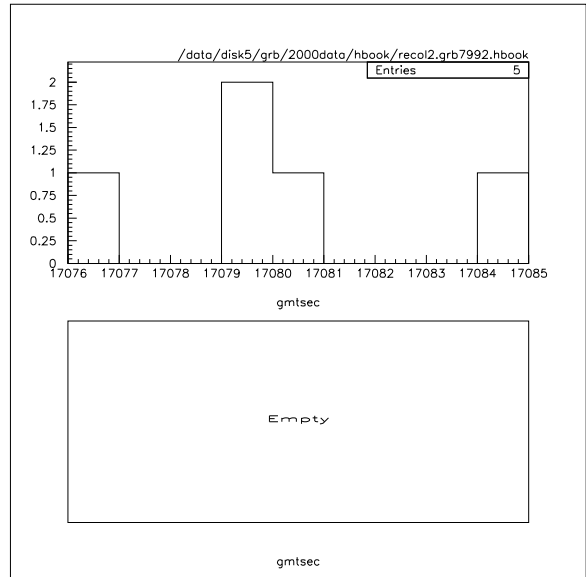 /data/disk5/grb/2000data/hbook/recol2.grb7992.hbook
Entries 5
2
1.75
1.5
1.25
1
0.75
0.5
0.25
0
17076 17077 17078 17079 17080 17081 17082 17083 17084 17085
gmtsec
Empty
gmtsec